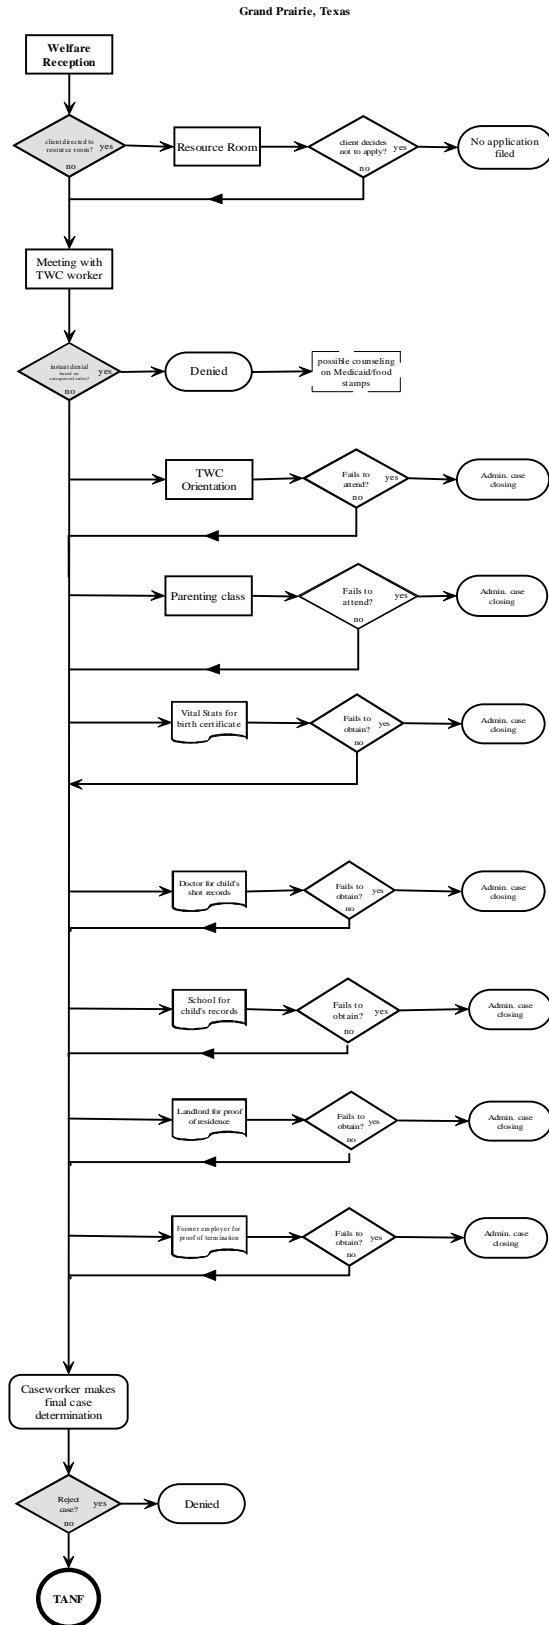 Grand Prairie, Texas
Welfare
Reception
client directed to
resource room?
yes
no
Resource Room
client decides
not to apply?
yes
no
No application
filed
Meeting with
TWC worker
instant denial
based on
categorical rules?
yes
no
Denied
possible counseling
on Medicaid/food
stamps
TWC
Orientation
Fails to
attend?
yes
no
Admin. case
closing
Parenting class
Fails to
attend?
yes
no
Admin. case
closing
Vital Stats for
birth certificate
Fails to
obtain?
yes
no
Admin. case
closing
Doctor for child's
shot records
Fails to
obtain?
yes
no
Admin. case
closing
School for
child's records
Fails to
obtain?
yes
no
Admin. case
closing
Landlord for proof
of residence
Fails to
obtain?
yes
no
Admin. case
closing
Former employer for
proof of termination
Fails to
obtain?
yes
no
Admin. case
closing
Caseworker makes
final case
determination
Reject
case?
yes
no
Denied
TANF